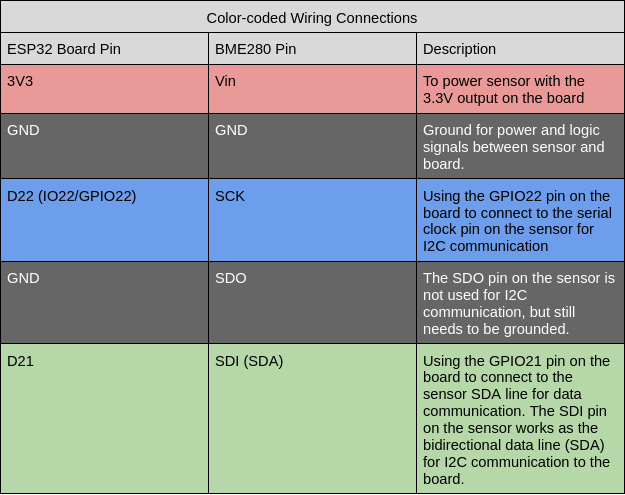 Color-coded Wiring Connections
ESP32 Board Pin
BME280 Pin
Description
3V3
Vin
To power sensor with the
3.3V output on the board
GND
GND
Ground for power and logic
signals between sensor and
board.
D22 (IO22/GPIO22)
SCK
Using the GPIO22 pin on the
board to connect to the serial
clock pin on the sensor for
I2C communication
GND
SDO
The SDO pin on the sensor is
not used for I2C
communication, but still
needs to be grounded.
D21
SDI (SDA)
Using the GPIO21 pin on the
board to connect to the
sensor SDA line for data
communication. The SDI pin
on the sensor works as the
bidirectional data line (SDA)
for I2C communication to the
board.